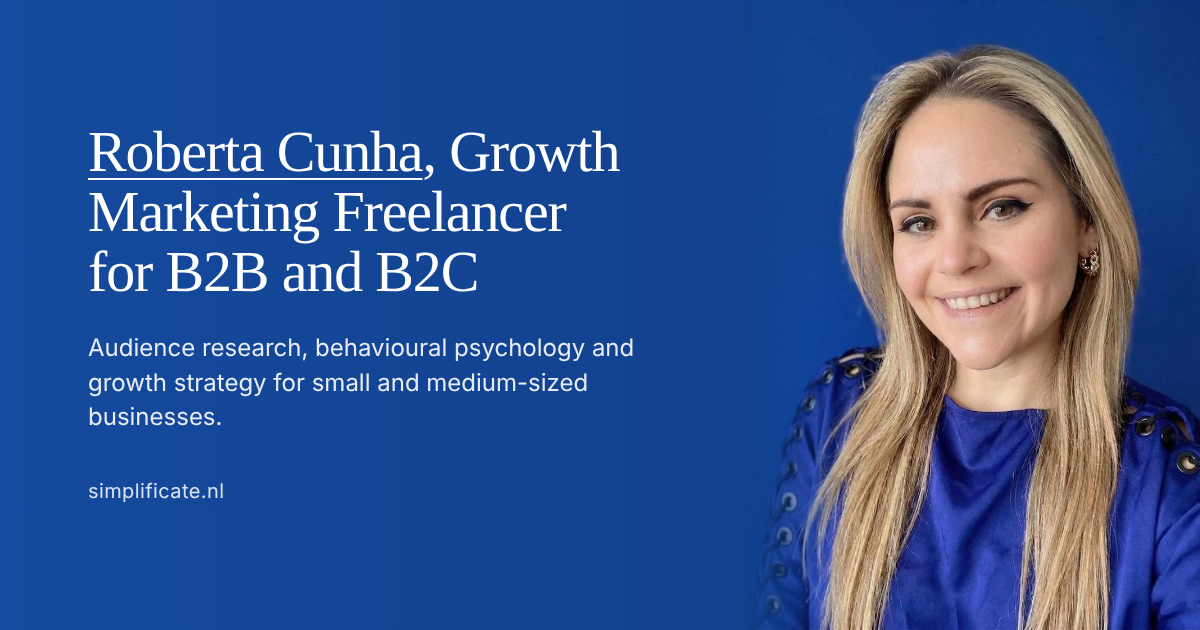 Roberta Cunha, Growth
Marketing Freelancer
for B2B and B2C
Audience research, behavioural psychology and
growth strategy for small and medium-sized
businesses.
simplificate.nl